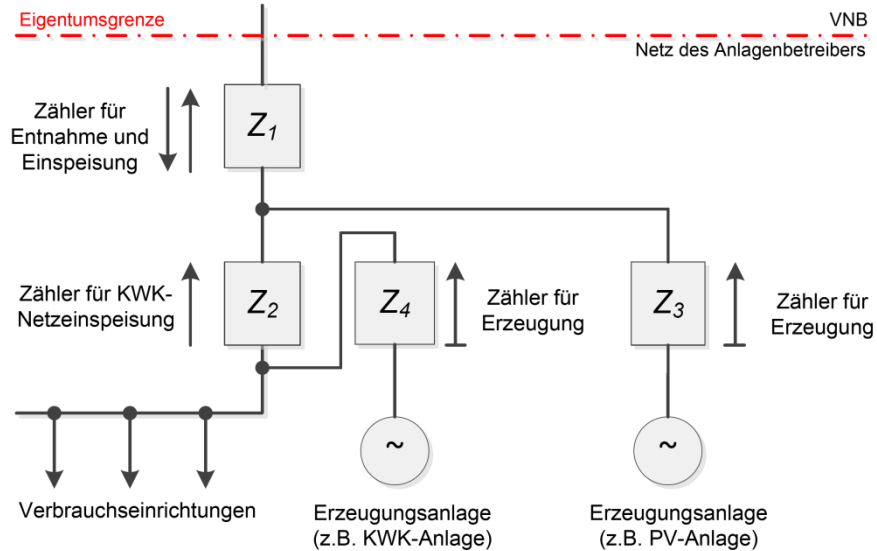 Eigentumsgrenze
VNB
Netz des Anlagenbetreibers
Zähler für
Entnahme und
Einspeisung
Z1
Zähler für KWK-
Netzeinspeisung
Z2
Z4
Zähler für
Erzeugung
Z3
Zähler für
Erzeugung
~
~
Verbrauchseinrichtungen
Erzeugungsanlage
(z.B. KWK-Anlage)
Erzeugungsanlage
(z.B. PV-Anlage)